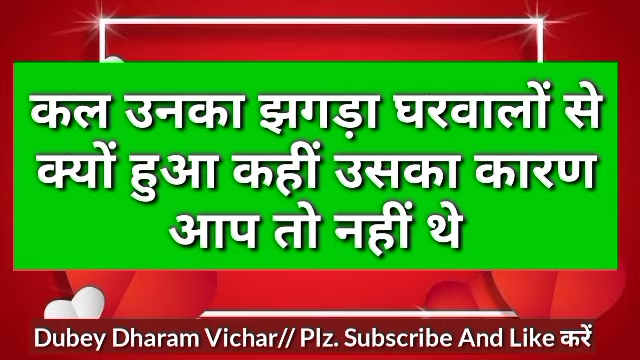 कल उनका झगड़ा घरवालों से
क्यों हुआ कहीं उसका कारण
आप तो नहीं थे
Dubey Dharam Vichar// Plz. Subscribe And Like करें